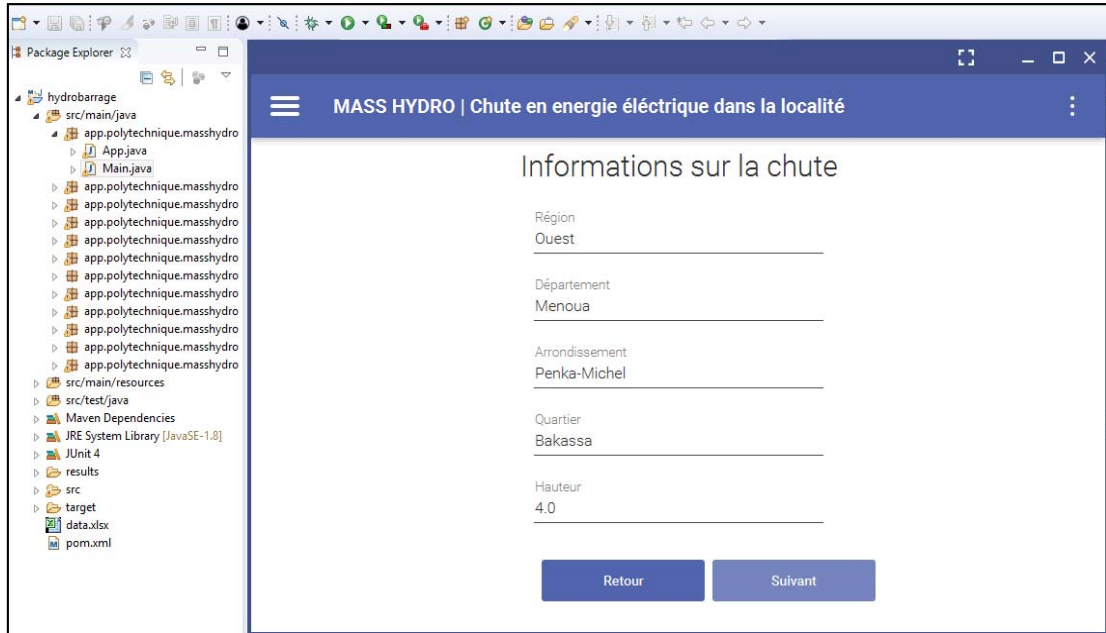 Package Explorer
hydrobarrage
src/main/java
app.polytechnique.masshydro
App.java
Main.java
app.polytechnique.masshydro
app.polytechnique.masshydro
app.polytechnique.masshydro
app.polytechnique.masshydro
app.polytechnique.masshydro
app.polytechnique.masshydro
app.polytechnique.masshydro
app.polytechnique.masshydro
app.polytechnique.masshydro
app.polytechnique.masshydro
app.polytechnique.masshydro
src/main/resources
src/test/java
Maven Dependencies
JRE System Library [JavaSE-1.8]
JUnit 4
results
src
target
data.xlsx
pom.xml
MASS HYDRO | Chute en energie éléctrique dans la localité
Informations sur la chute
Région
Ouest
Département
Menoua
Arrondissement
Penka-Michel
Quartier
Bakassa
Hauteur
4.0
Retour
Suivant